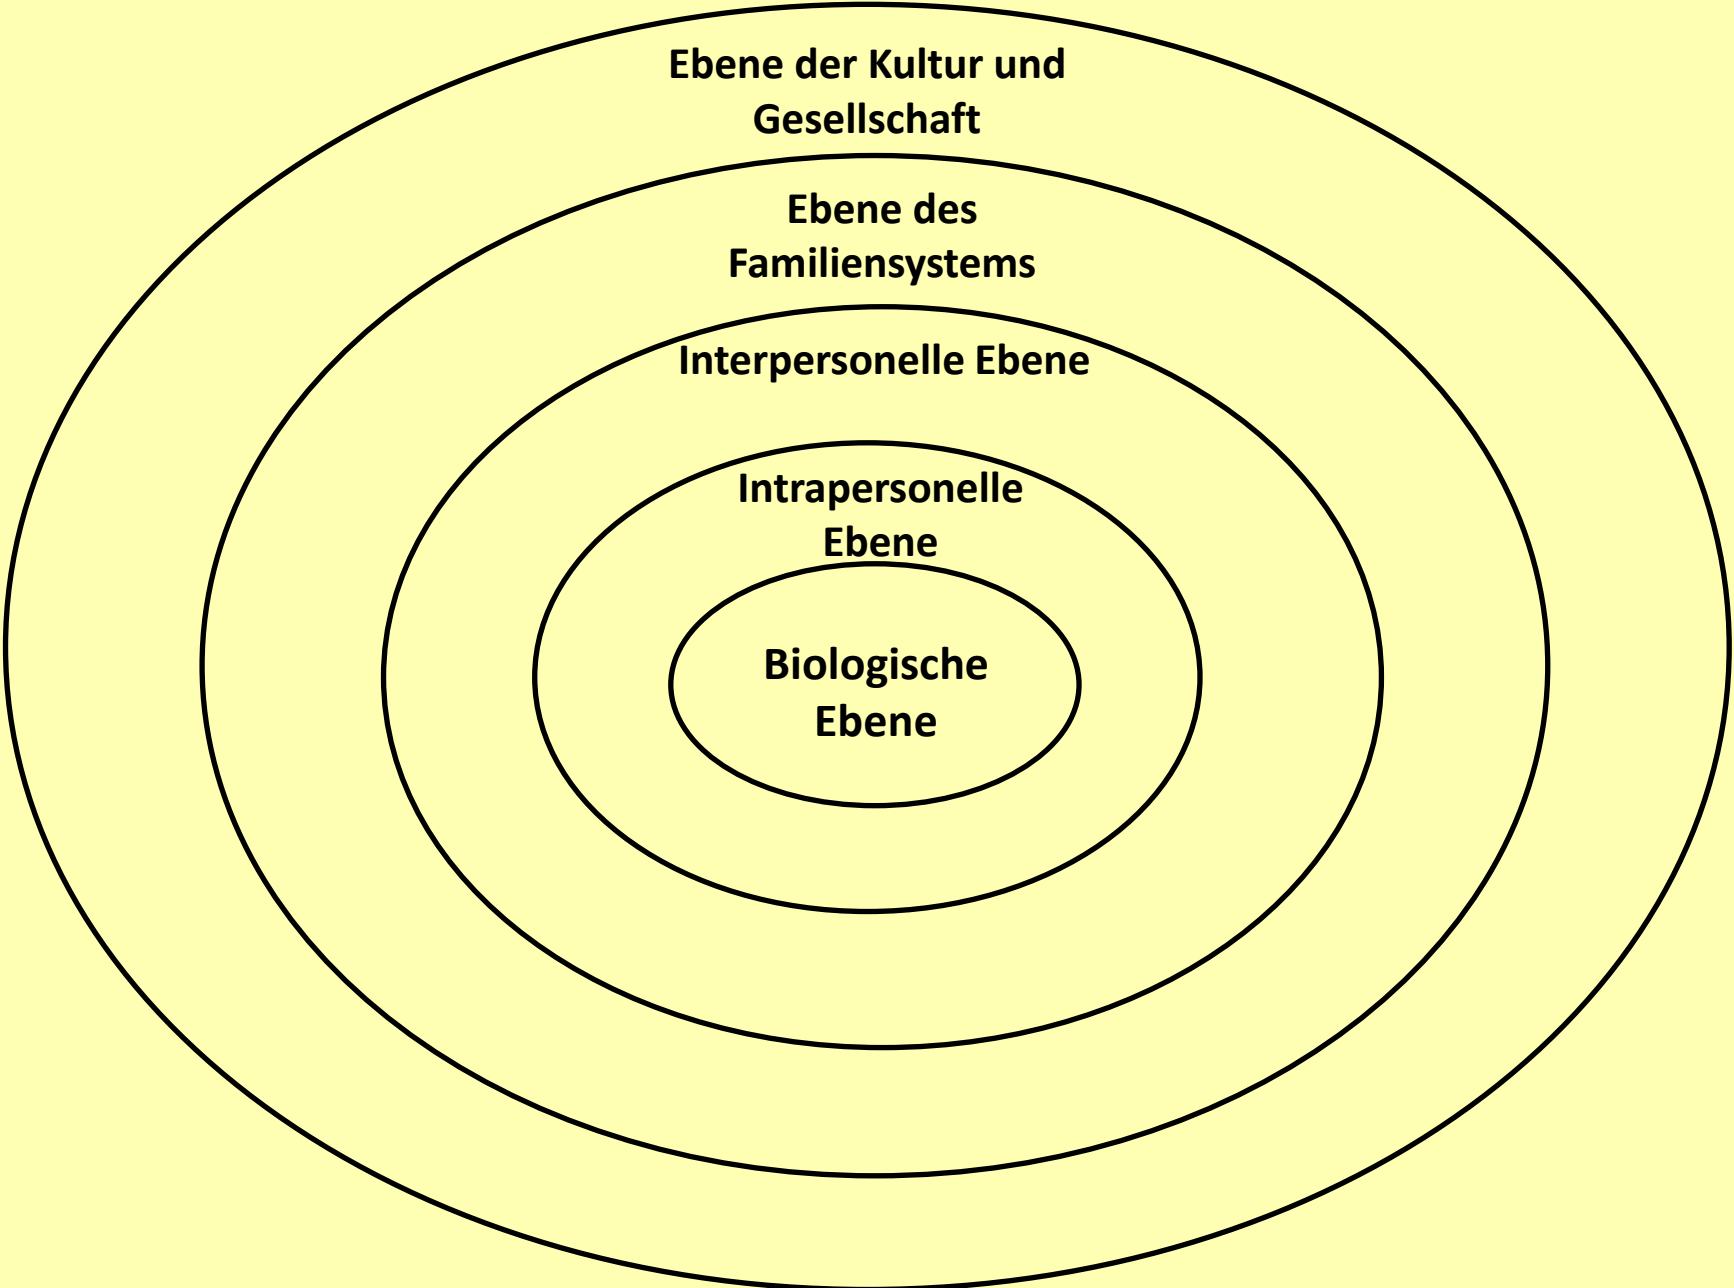 Ebene der Kultur und
Gesellschaft
Ebene des
Familiensystems
Interpersonelle Ebene
Intrapersonelle
Ebene
Biologische
Ebene